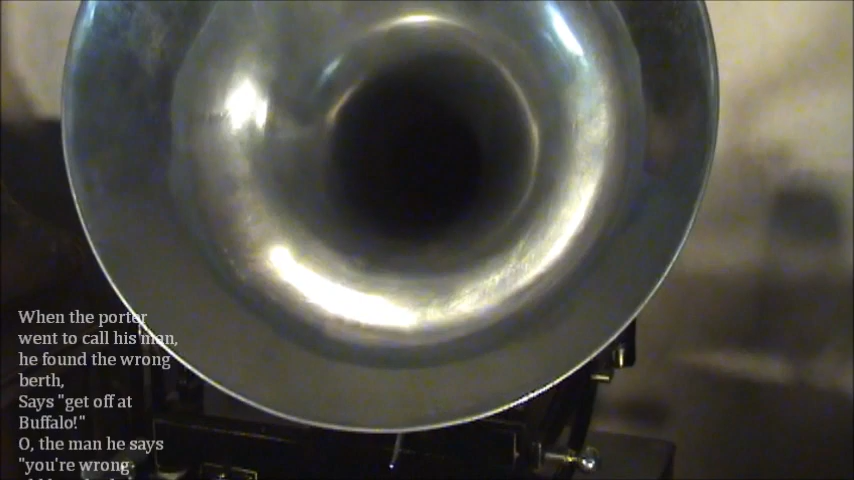 When the porter
went to call his man,
he found the wrong
berth,
Says "get off at
Buffalo!"
O, the man he says
"you're wrong